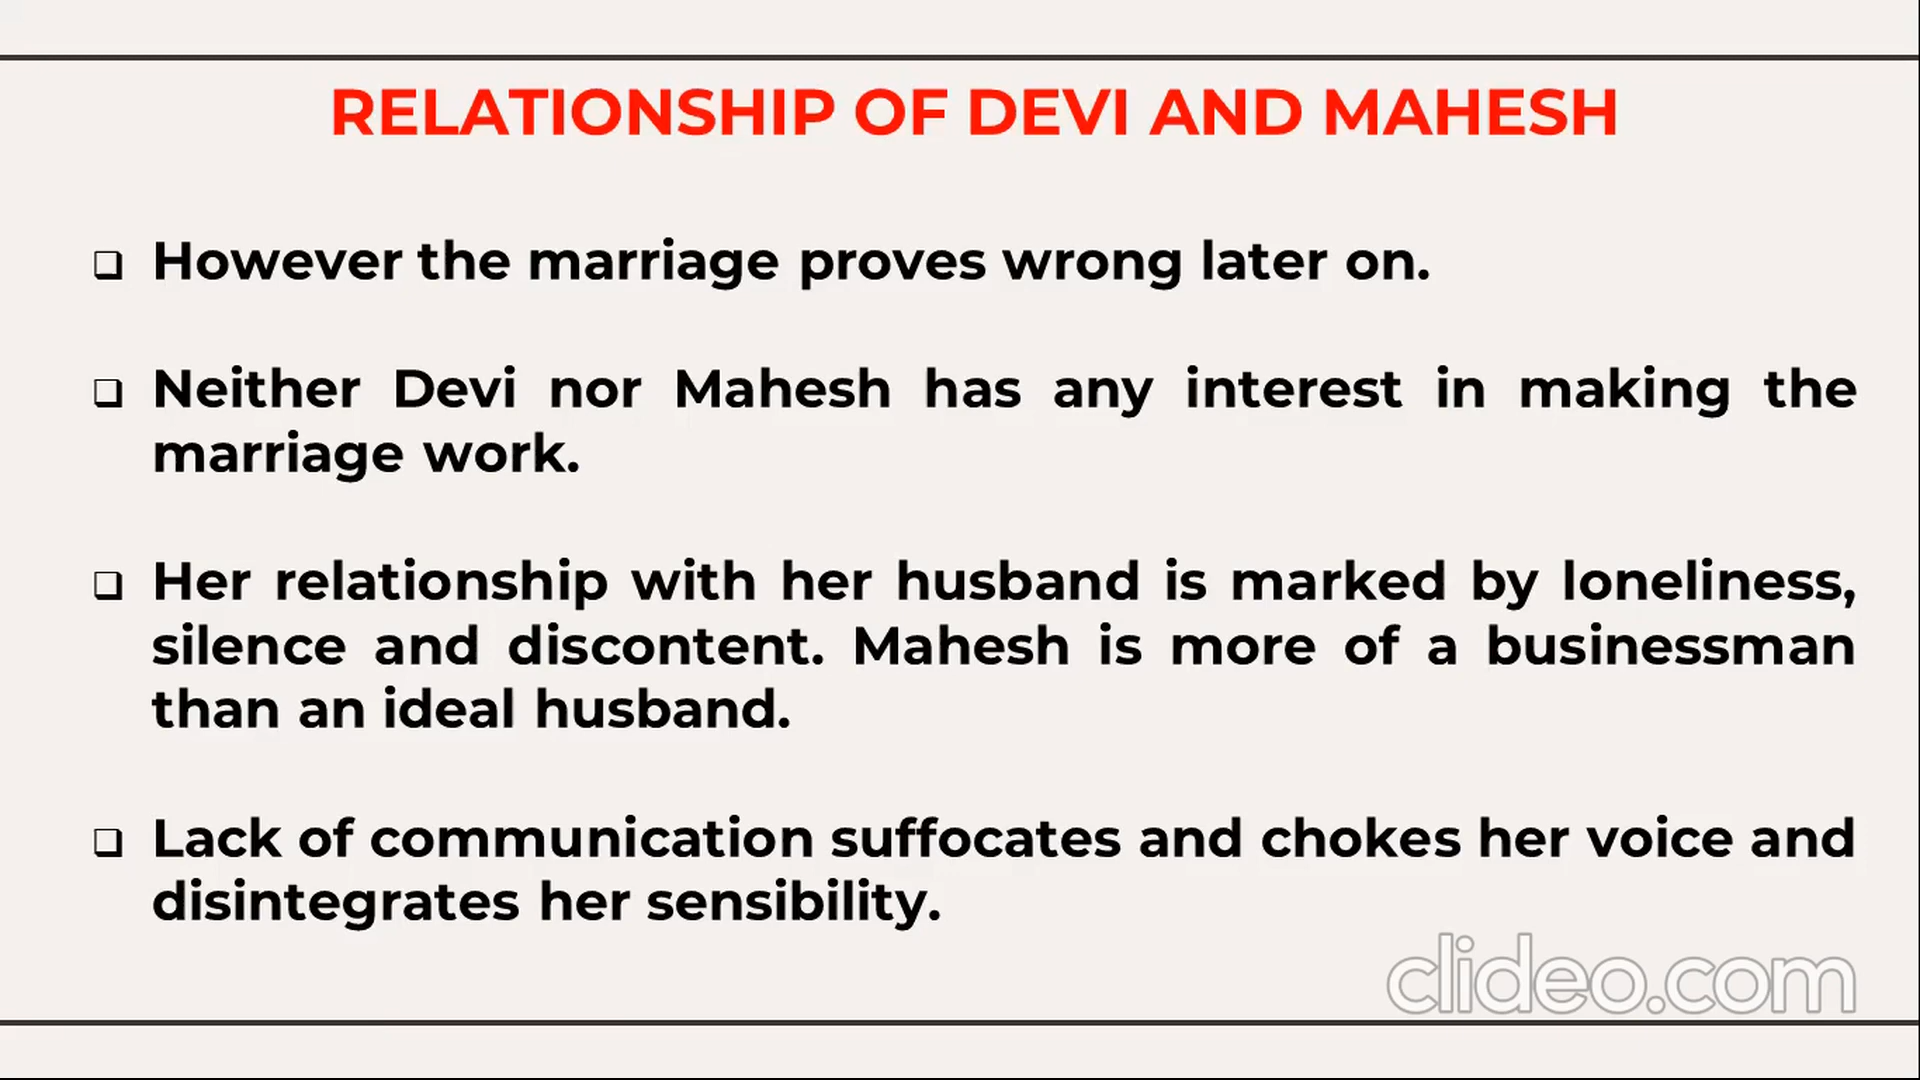 RELATIONSHIP OF DEVI AND MAHESH
❑ However the marriage proves wrong later on.
❑ Neither Devi nor Mahesh has any interest in making the
marriage work.
❑ Her relationship with her husband is marked by loneliness,
silence and discontent. Mahesh is more of a businessman
than an ideal husband.
❑ Lack of communication suffocates and chokes her voice and
disintegrates her sensibility.
clideo.com